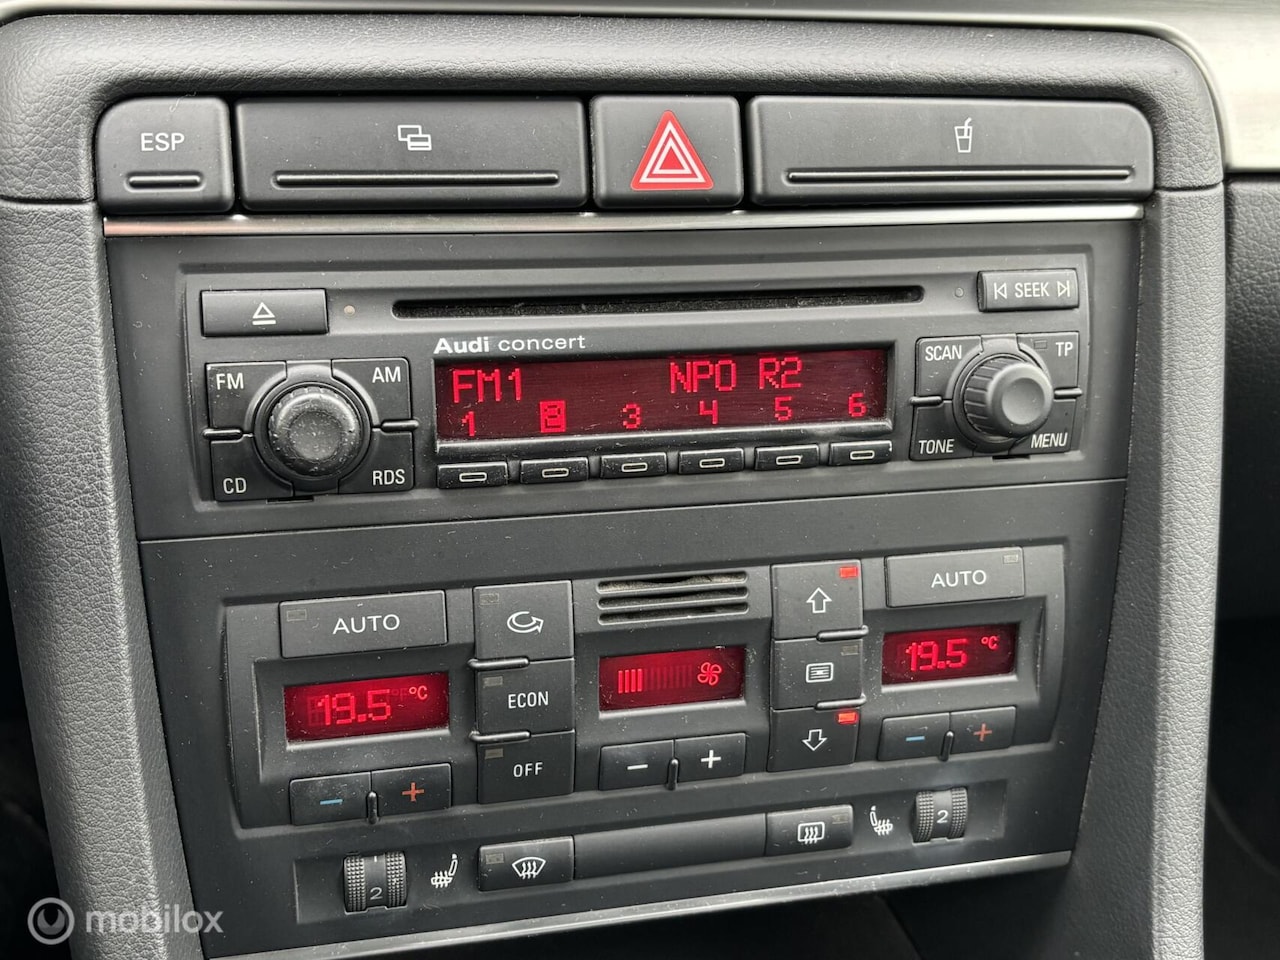 ESP
SEEK
Audi concert
FM AM
CD RDS
FM1 NPO R2
1 2 3 4 5 6
SCAN TP
TONE MENU
AUTO
AUTO
19.5 °C
ECON
OFF
- +
19.5 °C
- +
- +
1
2
2
mobilox